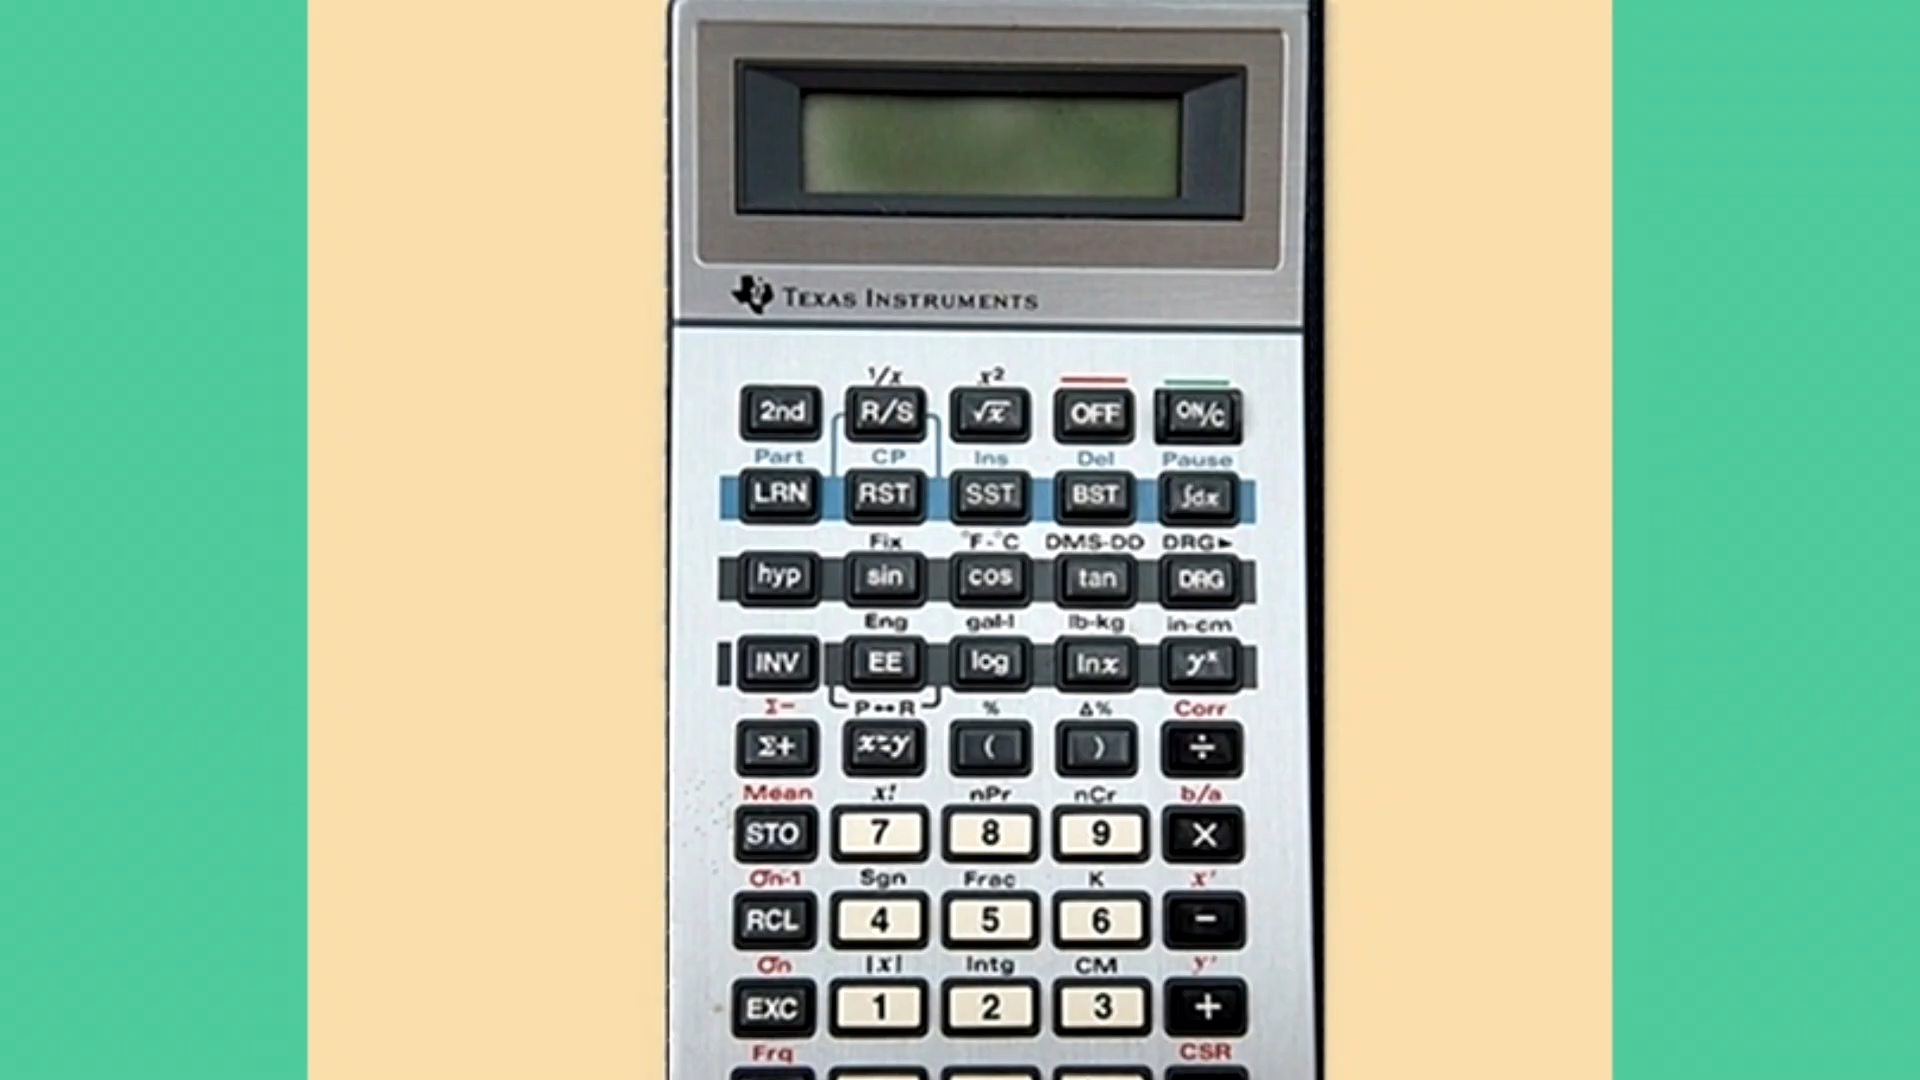 TEXAS INSTRUMENTS
1/x x²
2nd R/S √x OFF ON/C
Part CP Ins Del Pause
LRN RST SST BST ∫dx
Fix °F-°C DMS-DD DRG►
hyp sin cos tan DRG
Eng gal-l lb-kg in-cm
INV EE log lnx yˣ
Σ- P↔R % Δ% Corr
Σ+ x⇄y ( ) ÷
Mean x! nPr nCr b/a
STO 7 8 9 ×
σn-1 Sgn Frac K x'
RCL 4 5 6 −
σn |x| Intg CM y'
EXC 1 2 3 +
Frq CSR